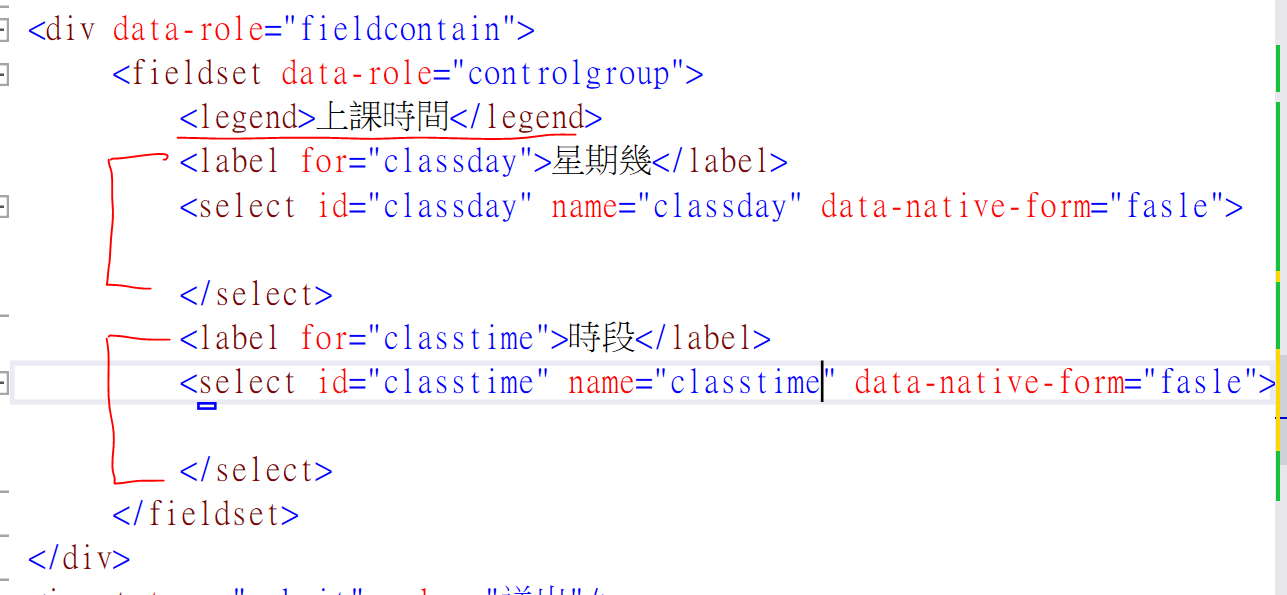 <div data-role="fieldcontain">
<fieldset data-role="controlgroup">
<legend>上課時間</legend>
<label for="classday">星期幾</label>
<select id="classday" name="classday" data-native-form="fasle">
</select>
<label for="classtime">時段</label>
<select id="classtime" name="classtime" data-native-form="fasle">
</select>
</fieldset>
</div>